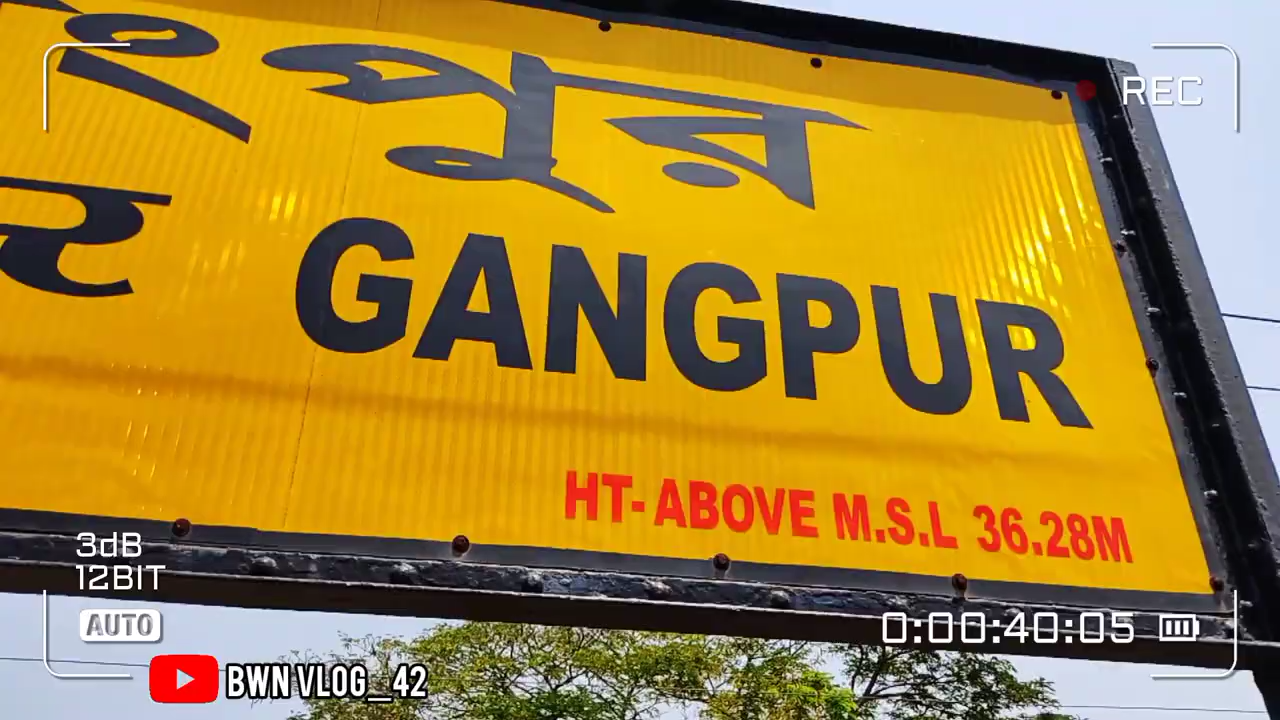 ংপুর
र
GANGPUR
HT-ABOVE M.S.L 36.28M
REC
3dB
12BIT
AUTO
0:00:40:05
BWN VLOG_42